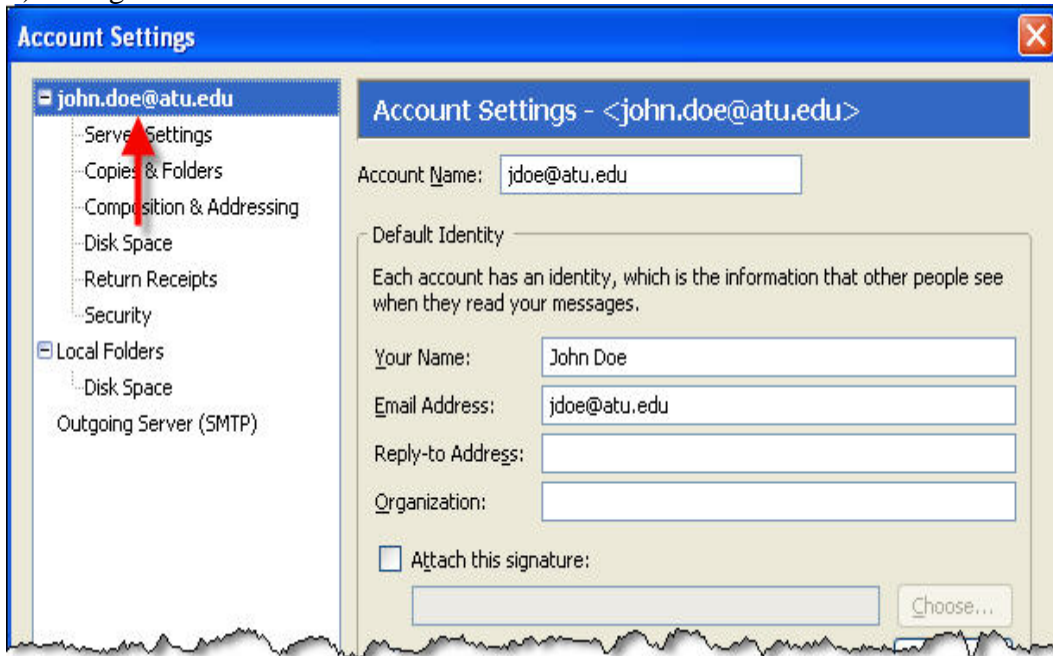 Account Settings
john.doe@atu.edu
Server Settings
Copies & Folders
Composition & Addressing
Disk Space
Return Receipts
Security
Local Folders
Disk Space
Outgoing Server (SMTP)
Account Settings - <john.doe@atu.edu>
Account Name: jdoe@atu.edu
Default Identity
Each account has an identity, which is the information that other people see
when they read your messages.
Your Name: John Doe
Email Address: jdoe@atu.edu
Reply-to Address:
Organization:
Attach this signature:
Choose...